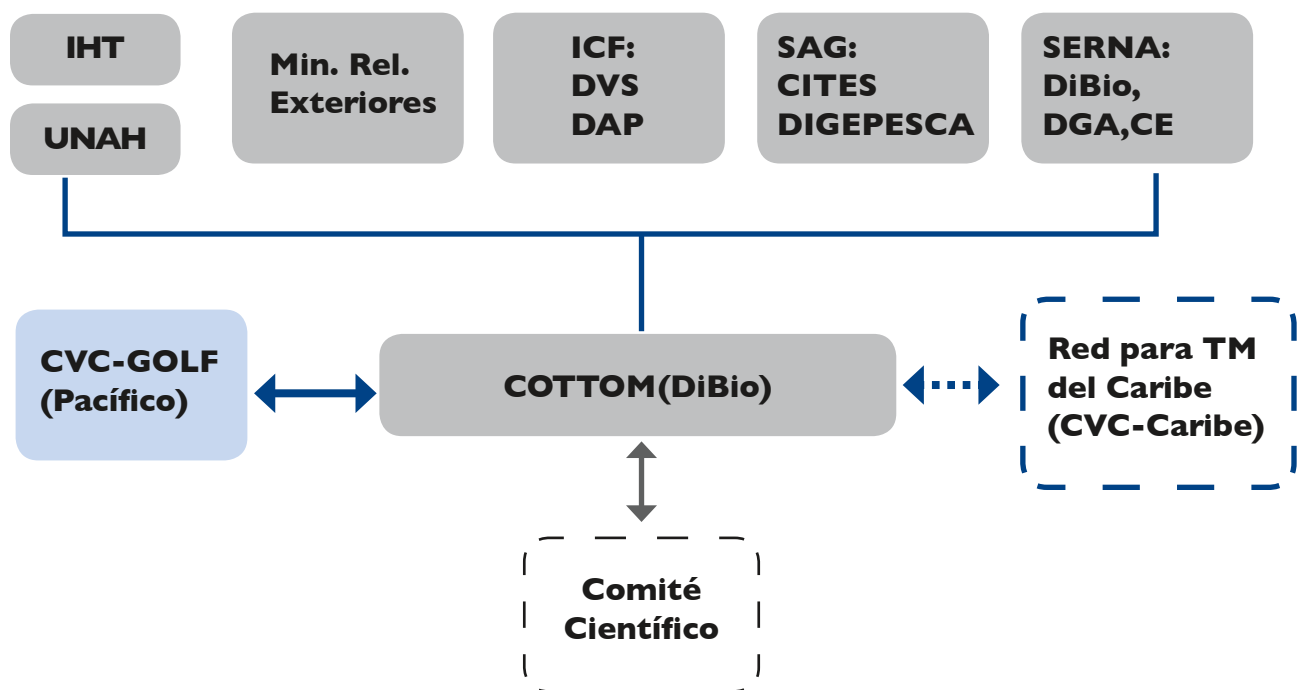 IHT
UNAH
Min. Rel.
Exteriores
ICF:
DVS
DAP
SAG:
CITES
DIGEPESCA
SERNA:
DiBio,
DGA,CE
CVC-GOLF
(Pacífico)
COTTOM(DiBio)
Red para TM
del Caribe
(CVC-Caribe)
Comité
Científico